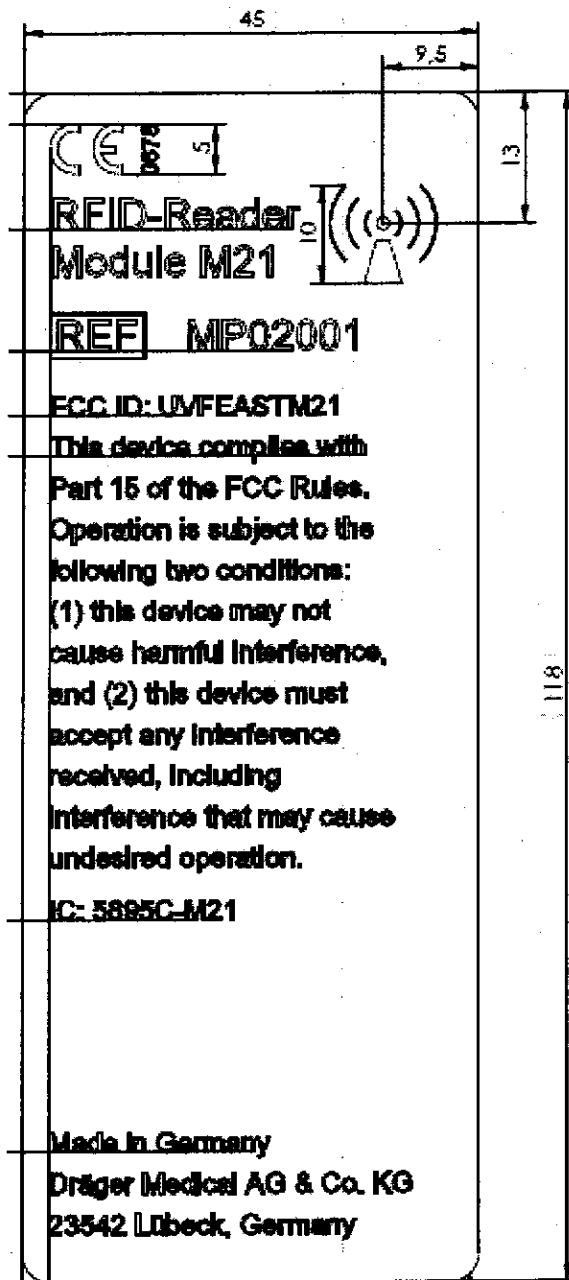 45
9,5
CE 5
13
RFID-Reader
10
Module M21
REF MP02001
FCC ID: UVFEASTM21
This device complies with
Part 15 of the FCC Rules.
Operation is subject to the
following two conditions:
(1) this device may not
cause harmful interference,
and (2) this device must
118
accept any interference
received, including
interference that may cause
undesired operation.
IC: 5895C-M21
Made in Germany
Dräger Medical AG & Co. KG
23542 Lübeck, Germany